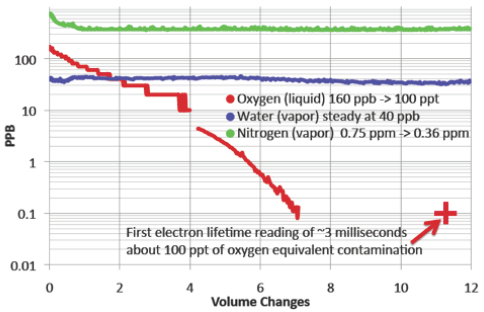 100
10
1
0.1
0.01
PPB
Oxygen (liquid) 160 ppb -> 100 ppt
Water (vapor) steady at 40 ppb
Nitrogen (vapor) 0.75 ppm -> 0.36 ppm
First electron lifetime reading of ~3 milliseconds
about 100 ppt of oxygen equivalent contamination
0 2 4 6 8 10 12
Volume Changes